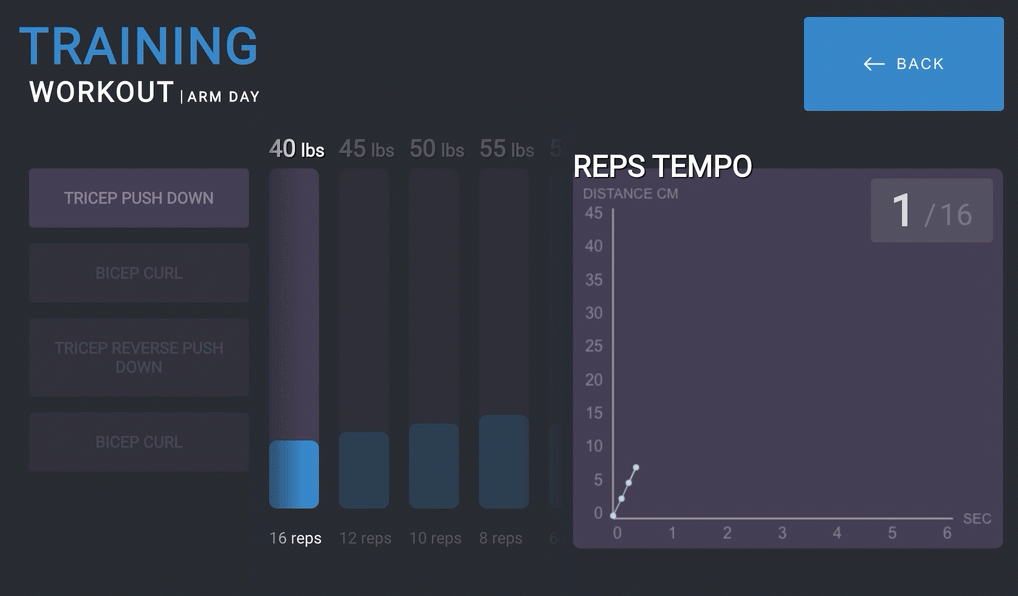 TRAINING
WORKOUT | ARM DAY
← BACK
40 lbs 45 lbs 50 lbs 55 lbs
TRICEP PUSH DOWN
BICEP CURL
TRICEP REVERSE PUSH
DOWN
BICEP CURL
16 reps 12 reps 10 reps 8 reps
REPS TEMPO
DISTANCE CM
1 / 16
45
40
35
30
25
20
15
10
5
0
0 1 2 3 4 5 6
SEC